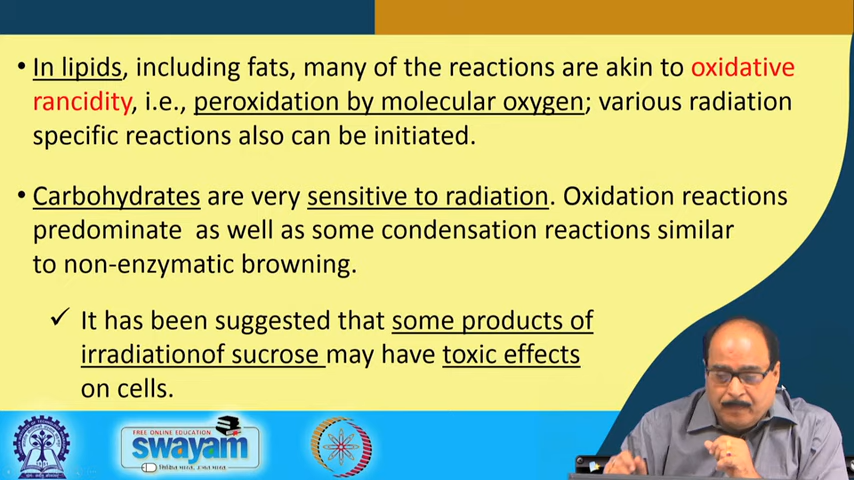 • In lipids, including fats, many of the reactions are akin to oxidative
rancidity, i.e., peroxidation by molecular oxygen; various radiation
specific reactions also can be initiated.
• Carbohydrates are very sensitive to radiation. Oxidation reactions
predominate as well as some condensation reactions similar
to non-enzymatic browning.
✓ It has been suggested that some products of
irradiationof sucrose may have toxic effects
on cells.
FREE ONLINE EDUCATION
swayam